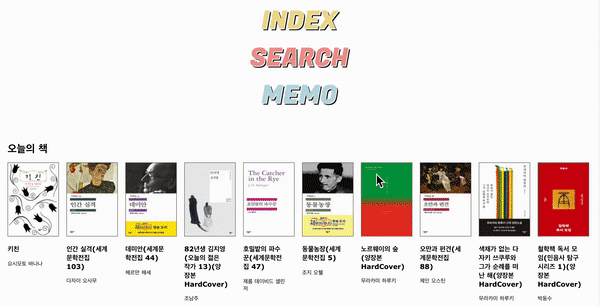 INDEX
SEARCH
MEMO
오늘의 책
키친
요시모토 바나나
인간 실격(세계
문학전집
103)
다자이 오사무
데미안(세계문
학전집 44)
헤르만 헤세
82년생 김지영
(오늘의 젊은
작가 13)(양장
본
HardCover)
조남주
The Catcher
in the Rye
호밀밭의 파수
꾼(세계문학전
집 47)
제롬 데이비드 샐린
저
동물농장(세계
문학전집 5)
조지 오웰
노르웨이의 숲
(양장본
HardCover)
무라카미 하루키
오만과 편견(세
계문학전집
88)
제인 오스틴
색채가 없는 다
자키 쓰쿠루와
그가 순례를 떠
난 해(양장본
HardCover)
무라카미 하루키
철학책 독서 모
임(민음사 탐구
시리즈 1)(양
장본
HardCover)
박동수